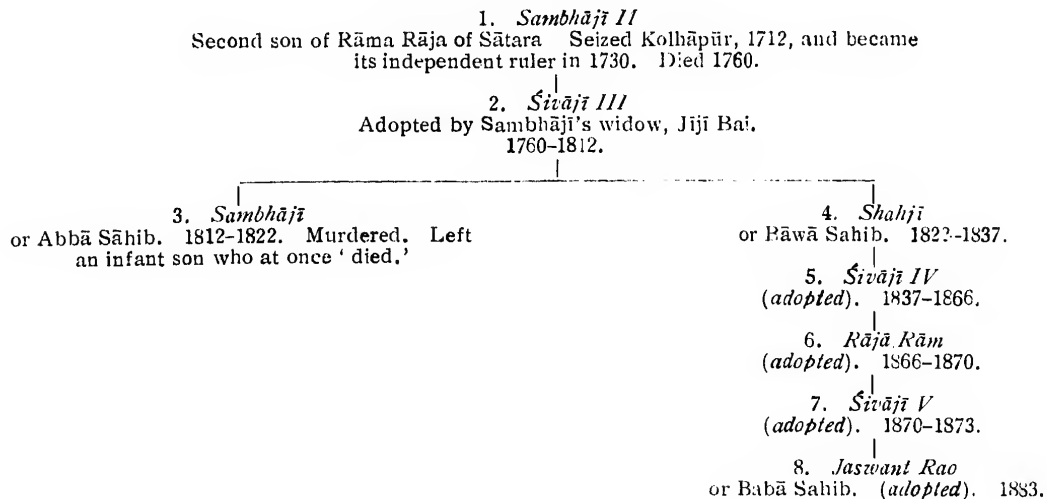 1. Sambhājī II
Second son of Rāma Rāja of Sātara Seized Kolhāpūr, 1712, and became
its independent ruler in 1730. Died 1760.
2. Śivājī III
Adopted by Sambhājī's widow, Jījī Bai.
1760–1812.
3. Sambhājī
or Abbā Sāhib. 1812–1822. Murdered. Left
an infant son who at once ' died.'
4. Shahjī
or Bāwā Sahib. 1822–1837.
5. Śivājī IV
(adopted). 1837–1866.
6. Rājā Rām
(adopted). 1866–1870.
7. Śivājī V
(adopted). 1870–1873.
8. Jaswant Rao
or Babā Sahib. (adopted). 1883.